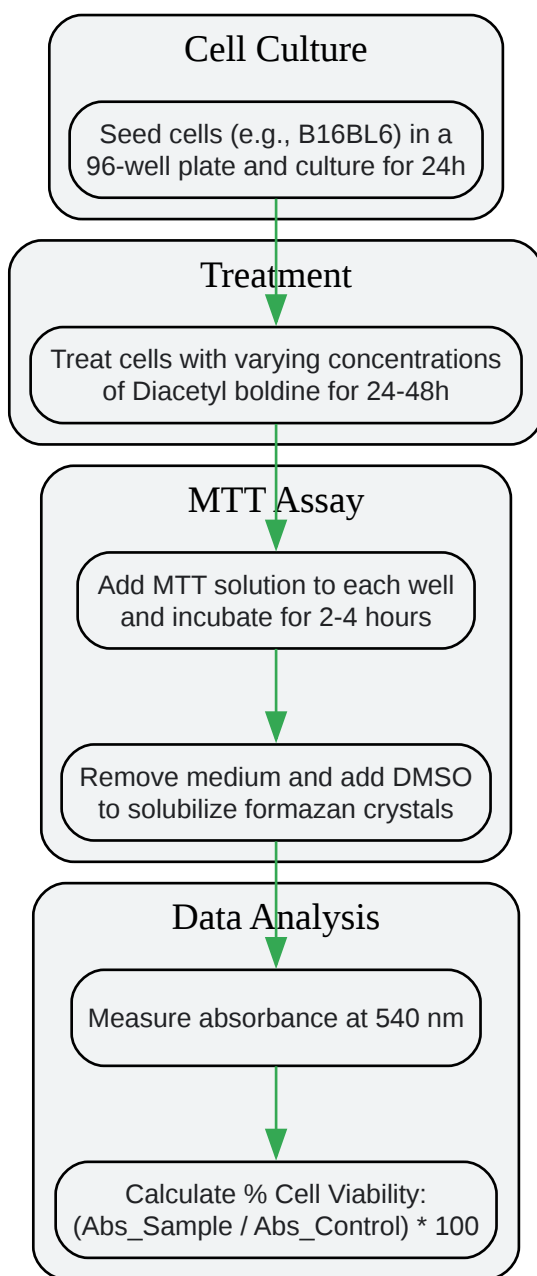 Cell Culture
Seed cells (e.g., B16BL6) in a
96-well plate and culture for 24h
Treatment
Treat cells with varying concentrations
of Diacetyl boldine for 24-48h
MTT Assay
Add MTT solution to each well
and incubate for 2-4 hours
Remove medium and add DMSO
to solubilize formazan crystals
Data Analysis
Measure absorbance at 540 nm
Calculate % Cell Viability:
(Abs_Sample / Abs_Control) * 100